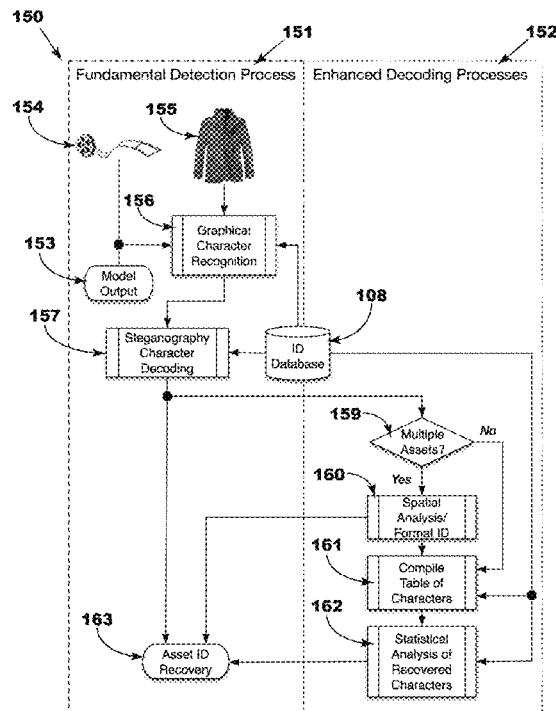 150
151
152
Fundamental Detection Process
Enhanced Decoding Processes
154
155
156
Graphical
Character
Recognition
153
Model
Output
157
Steganography
Character
Decoding
108
ID
Database
159
Multiple
Assets?
No
Yes
160
Spatial
Analysis/
Formal ID
161
Compile
Table of
Characters
162
Statistical
Analysis of
Recovered
Characters
163
Asset ID
Recovery